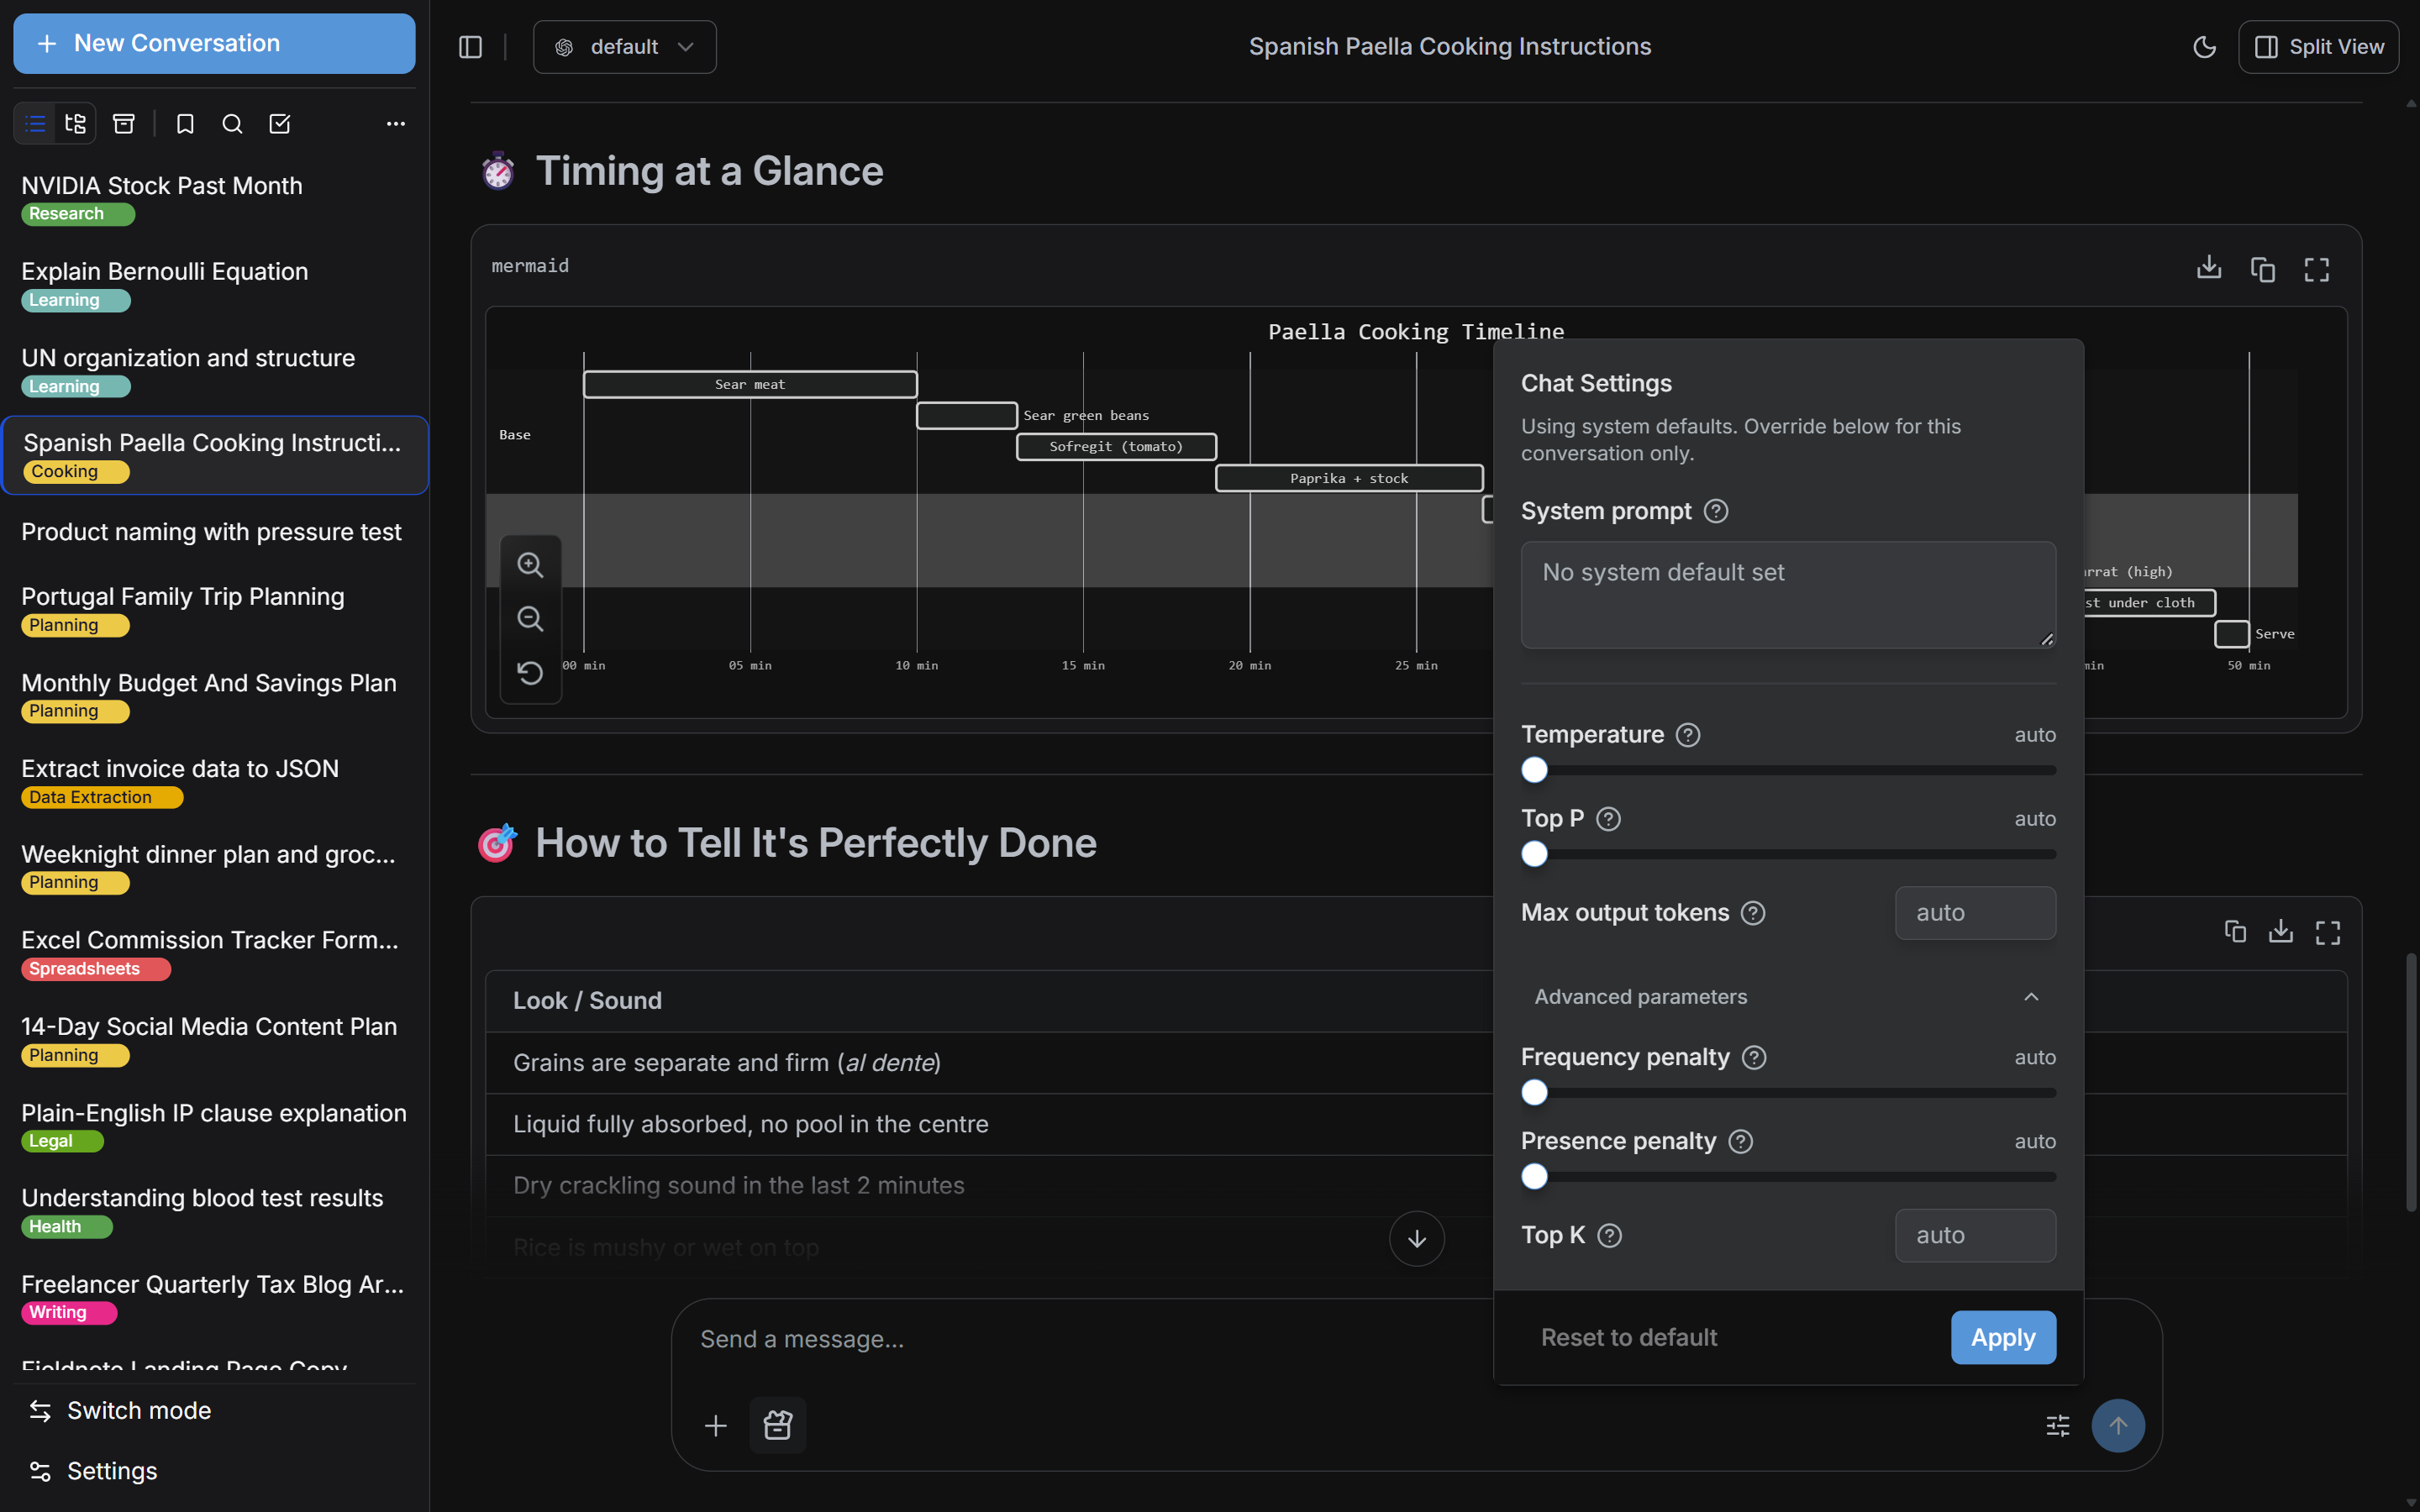 New Conversation
NVIDIA Stock Past Month
Research
Explain Bernoulli Equation
Learning
UN organization and structure
Learning
Spanish Paella Cooking Instructi...
Cooking
Product naming with pressure test
Portugal Family Trip Planning
Planning
Monthly Budget And Savings Plan
Planning
Extract invoice data to JSON
Data Extraction
Weeknight dinner plan and groc...
Planning
Excel Commission Tracker Form...
Spreadsheets
14-Day Social Media Content Plan
Planning
Plain-English IP clause explanation
Legal
Understanding blood test results
Health
Freelancer Quarterly Tax Blog Ar...
Writing
Fieldnote Landing Page Copy
Switch mode
Settings
default
Spanish Paella Cooking Instructions
Split View
Timing at a Glance
mermaid
Paella Cooking Timeline
Base
Sear meat
Sear green beans
Sofregit (tomato)
Paprika + stock
(high)
under cloth
Serve
00 min
05 min
10 min
15 min
20 min
25 min
min
50 min
How to Tell It's Perfectly Done
Look / Sound
Grains are separate and firm (al dente)
Liquid fully absorbed, no pool in the centre
Dry crackling sound in the last 2 minutes
Rice is mushy or wet on top
Chat Settings
Using system defaults. Override below for this
conversation only.
System prompt
No system default set
Temperature
auto
Top P
auto
Max output tokens
auto
Advanced parameters
Frequency penalty
auto
Presence penalty
auto
Top K
auto
Reset to default
Apply
Send a message...